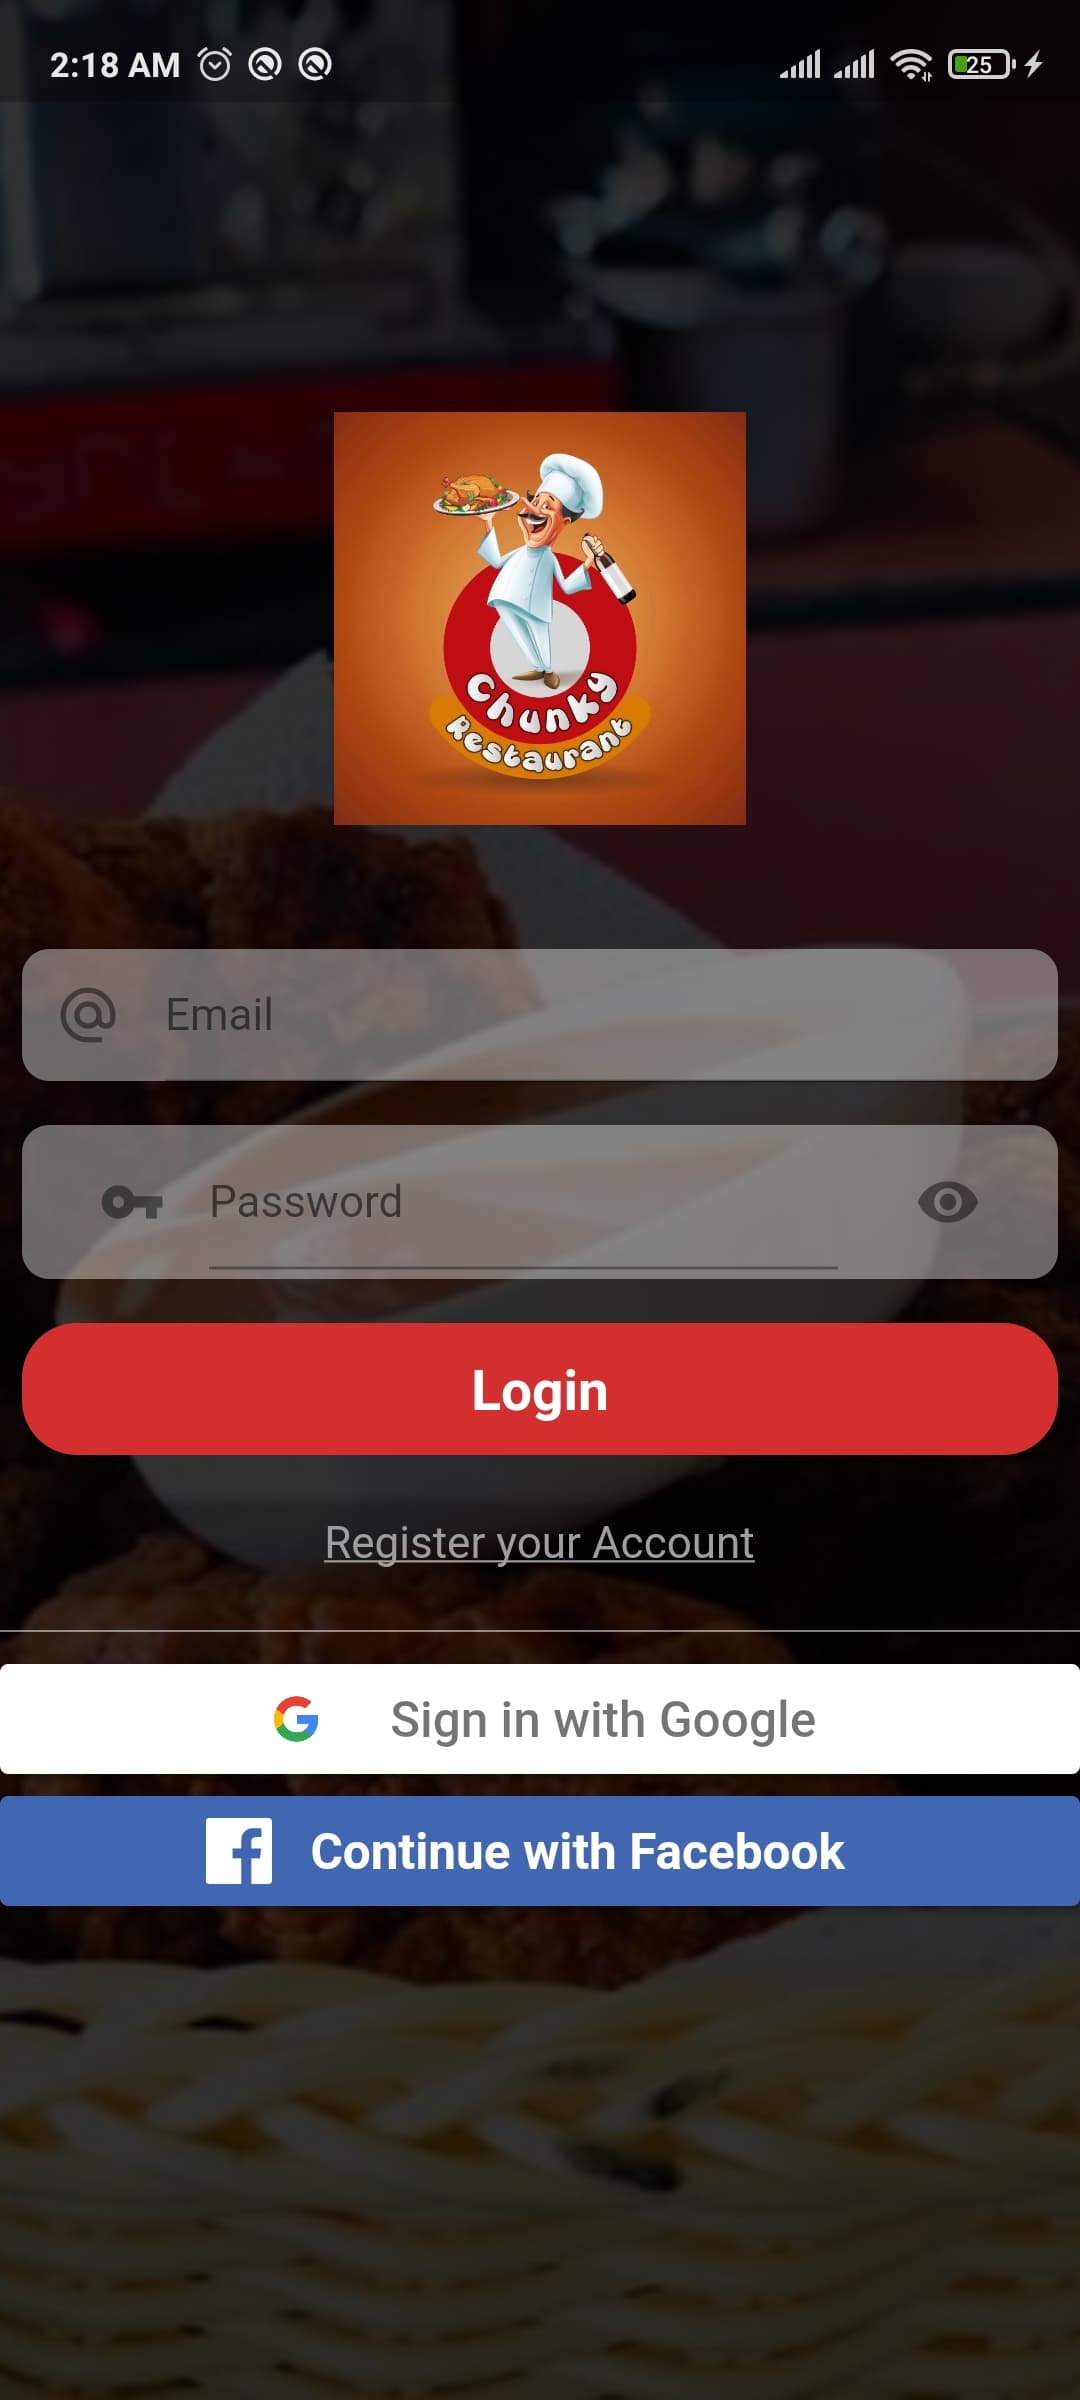 2:18 AM
25
Chunky
Restaurant
Email
Password
Login
Register your Account
Sign in with Google
Continue with Facebook